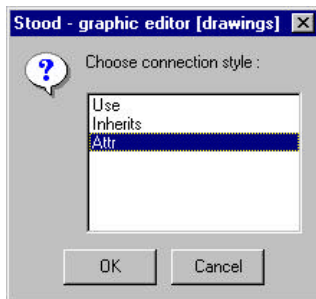 Stood - graphic editor [drawings]
Choose connection style :
Use
Inherits
Attr
OK
Cancel